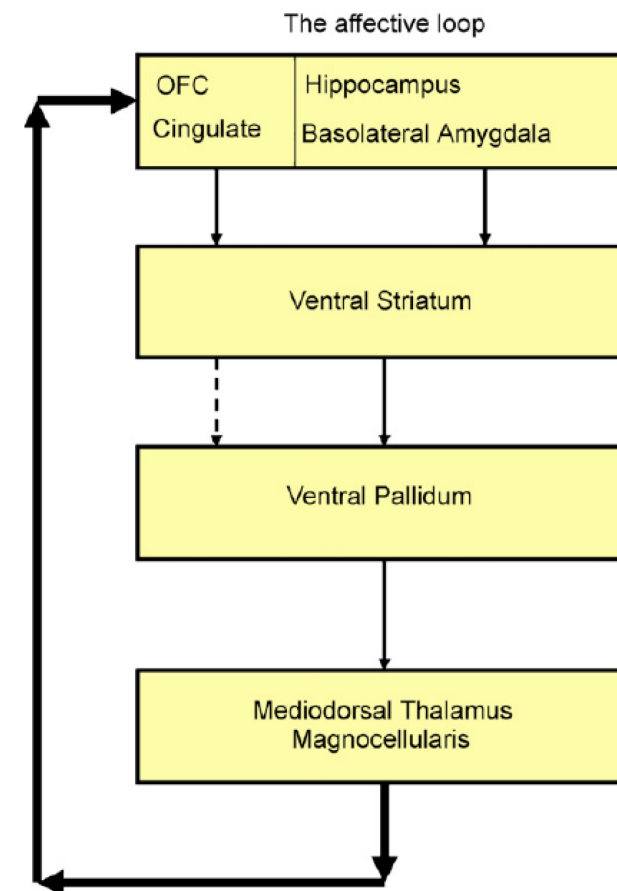 The affective loop
OFC
Cingulate
Hippocampus
Basolateral Amygdala
Ventral Striatum
Ventral Pallidum
Mediodorsal Thalamus
Magnocellularis